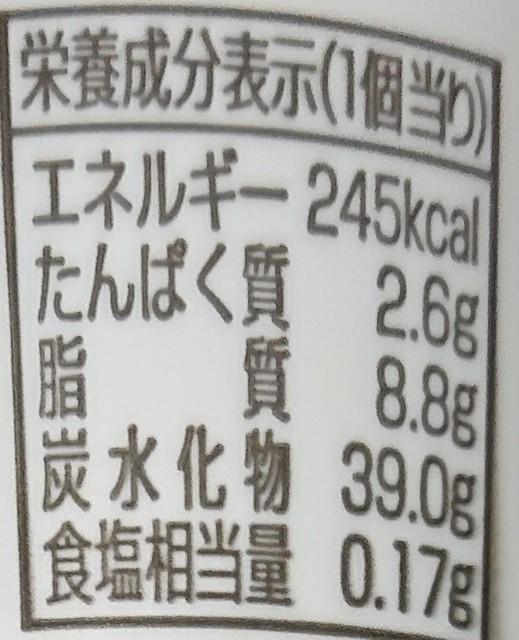 栄養成分表示(1個当り)
エネルギー 245kcal
たんぱく質 2.6g
脂質 8.8g
炭水化物 39.0g
食塩相当量 0.17g